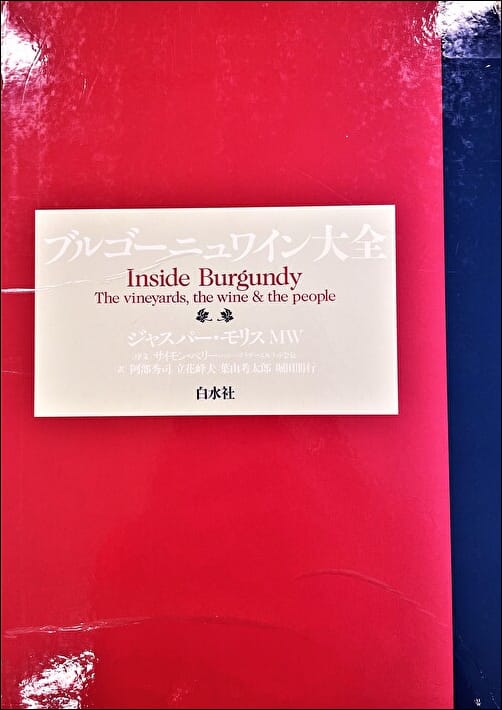 ブルゴーニュワイン大全
Inside Burgundy
The vineyards, the wine & the people
ジャスパー・モリスMW
序文 サイモン・ベリー
訳 阿部秀司 立花峰夫 葉山考太郎 堀田朋行
白水社